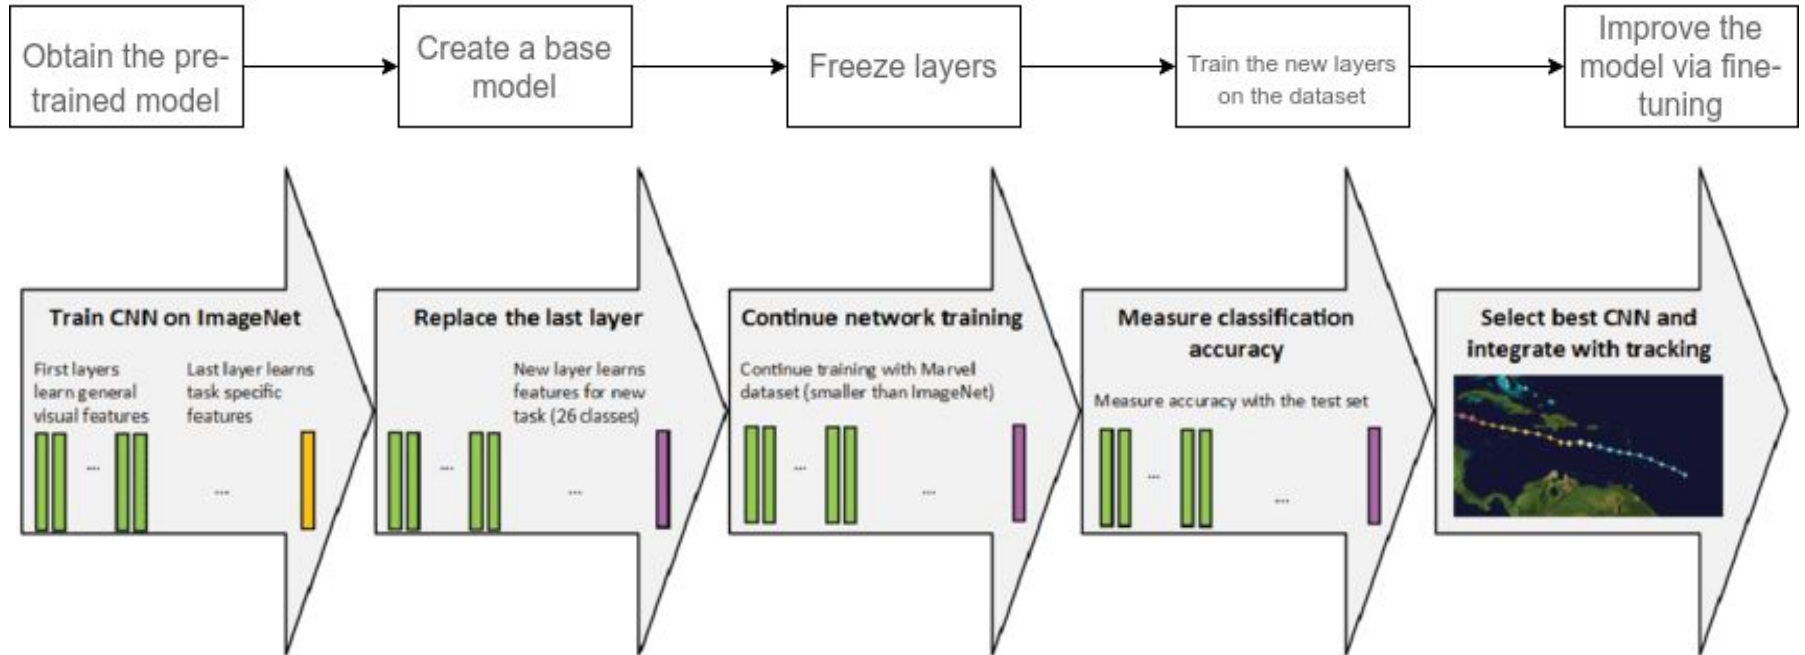 Obtain the pre-
trained model
Create a base
model
Freeze layers
Train the new layers
on the dataset
Improve the
model via fine-
tuning
Train CNN on ImageNet
First layers
learn general
visual features
Last layer learns
task specific
features
...
...
Replace the last layer
New layer learns
features for new
task (26 classes)
...
...
Continue network training
Continue training with Marvel
dataset (smaller than ImageNet)
...
...
Measure classification
accuracy
Measure accuracy with the test set
...
...
Select best CNN and
integrate with tracking